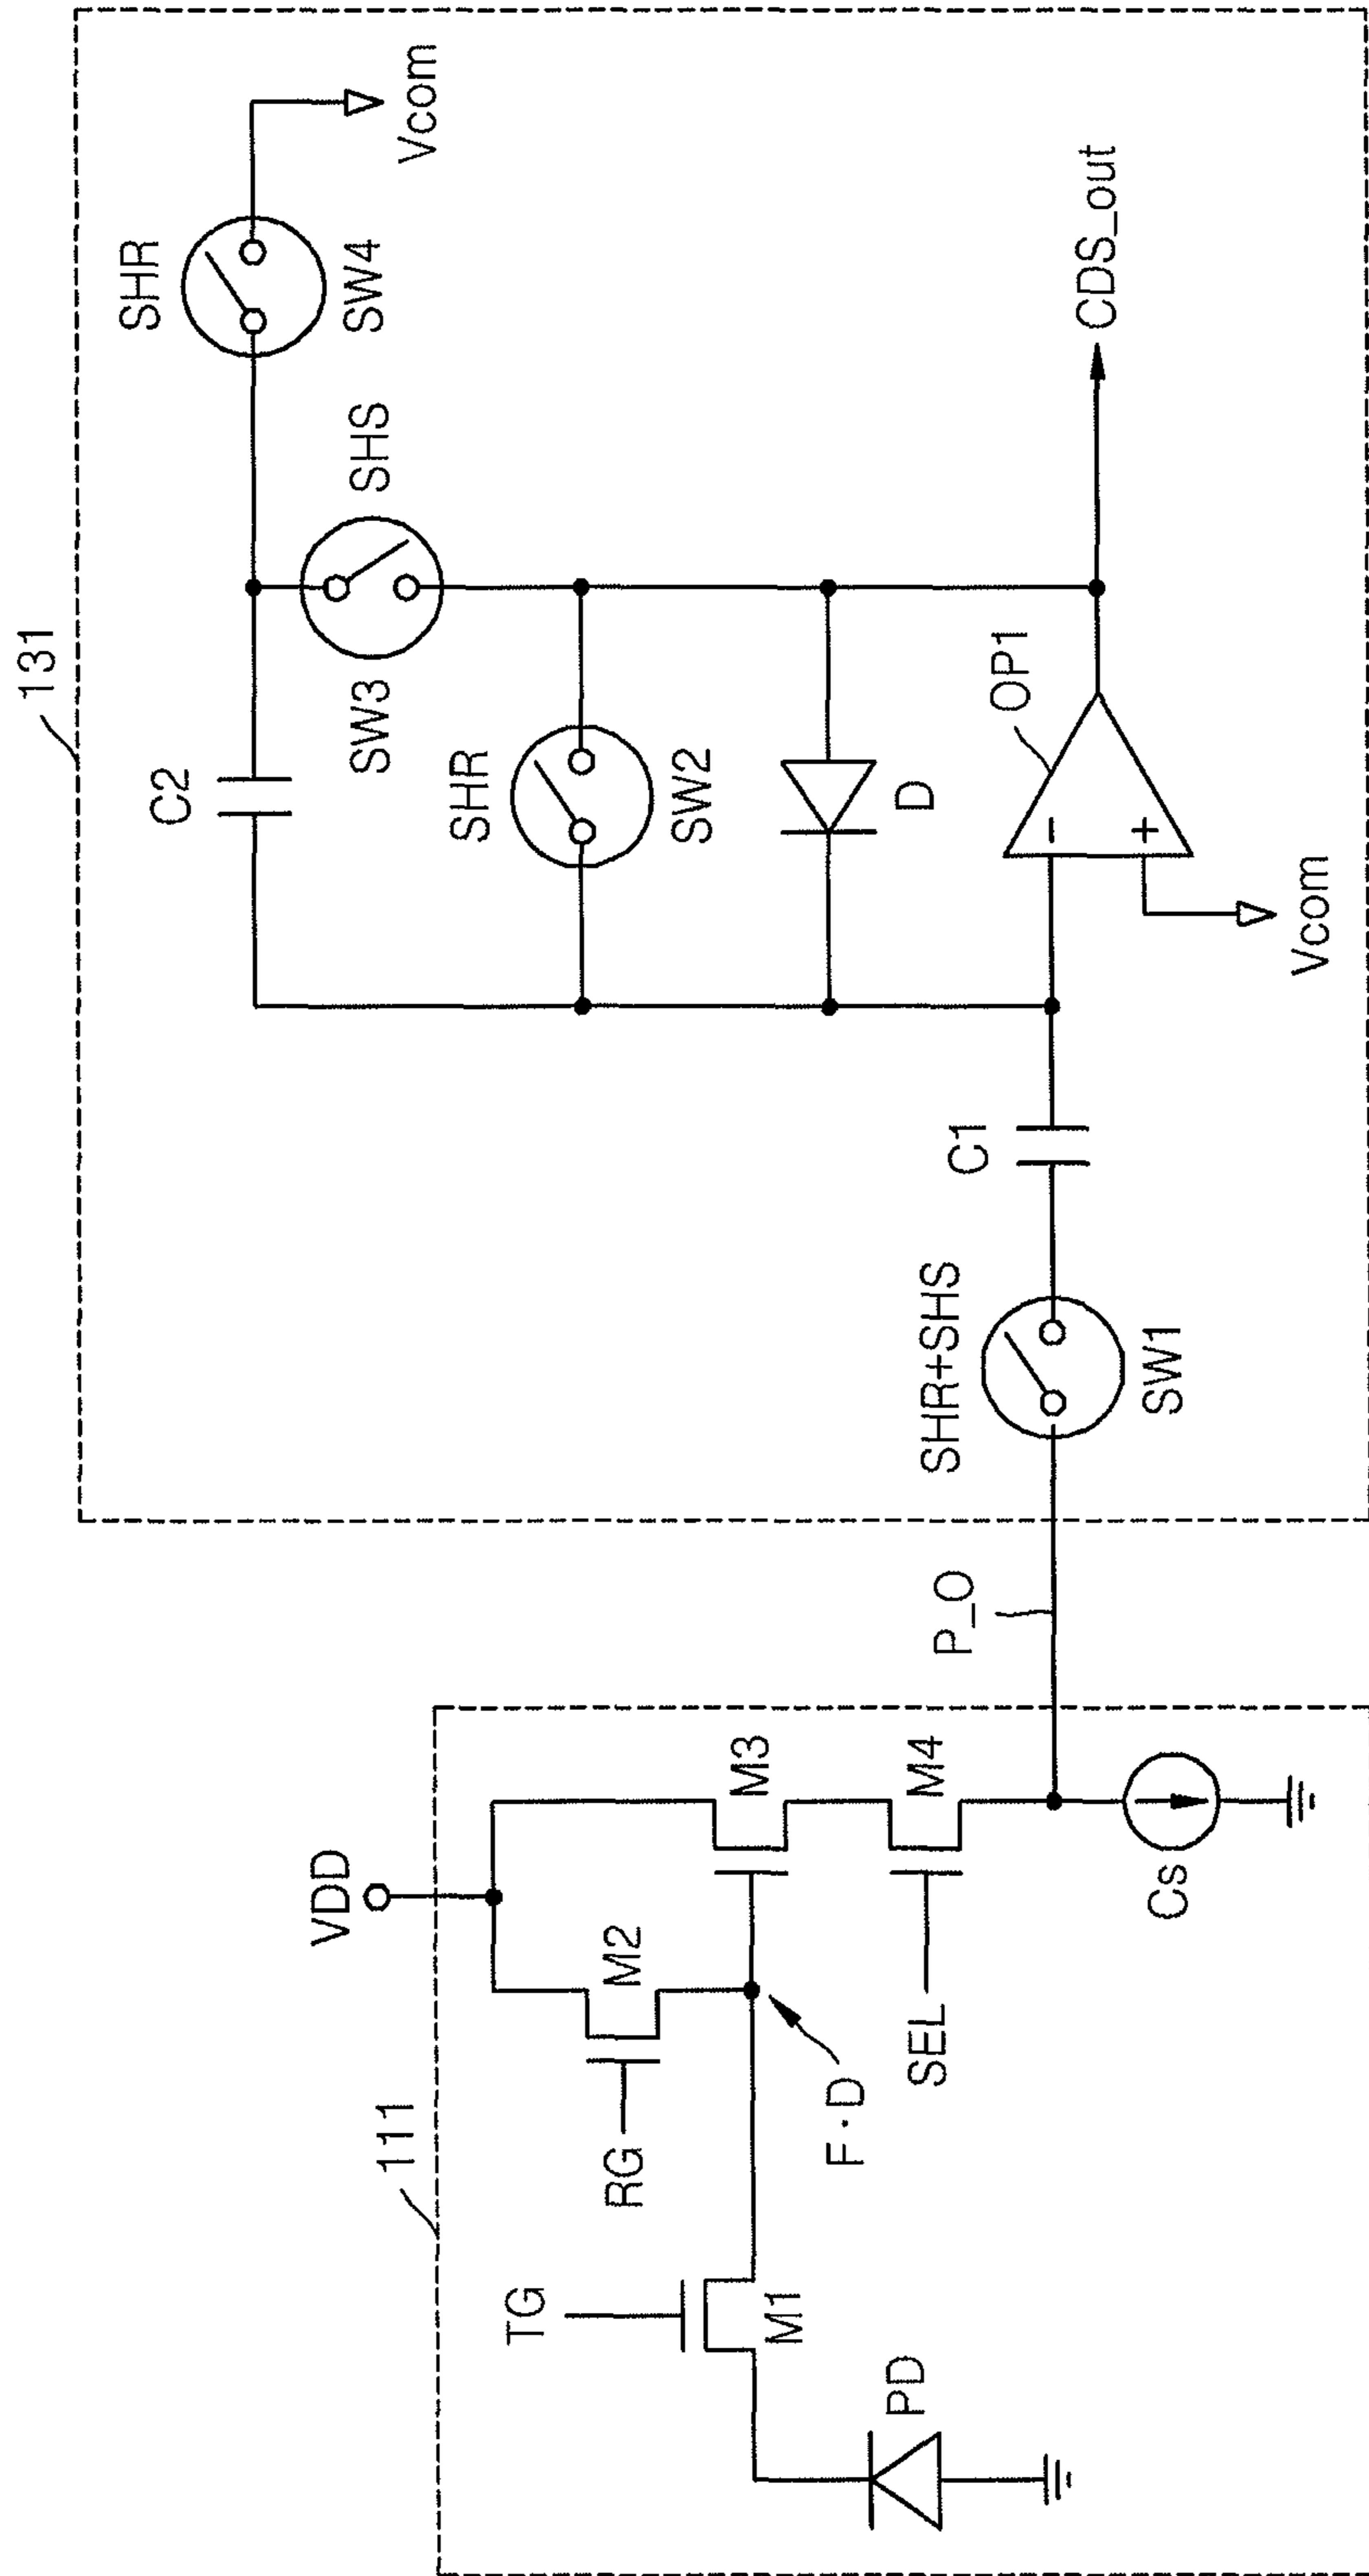 131
SHR
SW4
Vcom
C2
SHS
SW3
SHR
SW2
D
OP1
-
+
Vcom
CDS_out
C1
SHR+SHS
SW1
P_O
111
VDD
M2
RG
M3
F·D
M4
SEL
Cs
TG
M1
PD